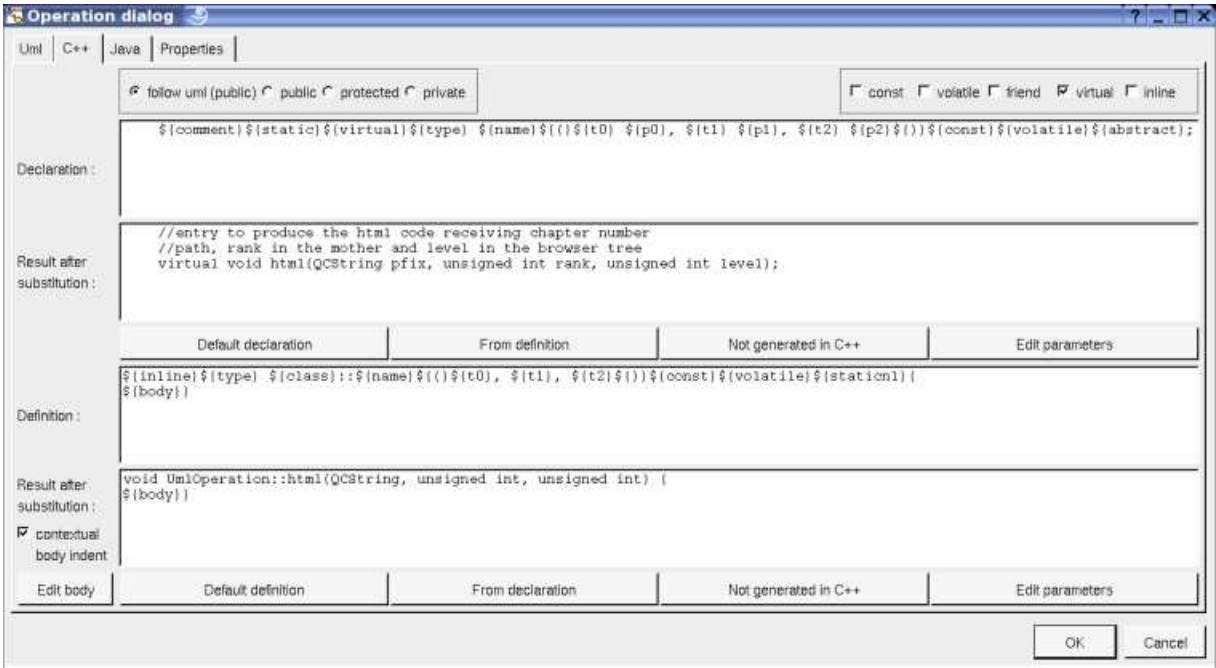 Operation dialog
Uml C++ Java Properties
follow uml (public) public protected private const volatile friend virtual inline
${comment}${static}${virtual}${type} ${name}${(}${t0} ${p0}, ${t1} ${p1}, ${t2} ${p2}${)}${const}${volatile}${abstract};
Declaration :
//entry to produce the html code receiving chapter number
//path, rank in the mother and level in the browser tree
virtual void html(QCString pfix, unsigned int rank, unsigned int level);
Result after
substitution :
Default declaration From definition Not generated in C++ Edit parameters
${inline}${type} ${class}::${name}${(}${t0}, ${t1}, ${t2}${)}${const}${volatile}${staticnl}{
${body}}
Definition :
void UmlOperation::html(QCString, unsigned int, unsigned int) {
${body}}
Result after
substitution :
contextual
body indent
Edit body Default definition From declaration Not generated in C++ Edit parameters
OK Cancel